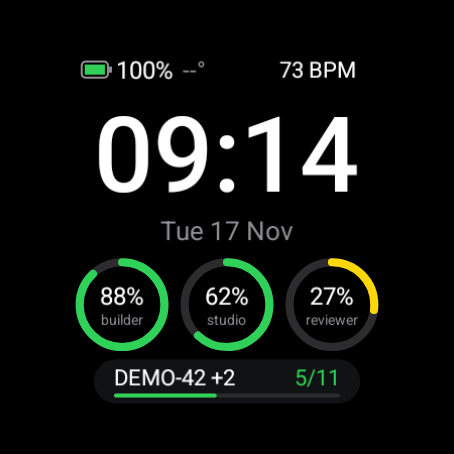 100% --° 73 BPM
09:14
Tue 17 Nov
88% 62% 27%
builder studio reviewer
DEMO-42 +2 5/11